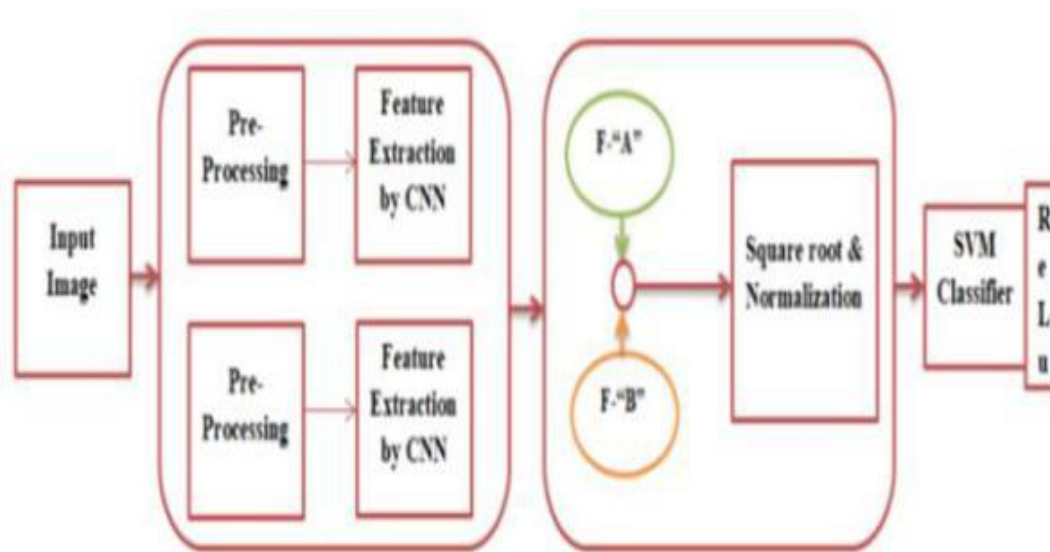 Input
Image
Pre-
Processing
Feature
Extraction
by CNN
Pre-
Processing
Feature
Extraction
by CNN
F-“A”
F-“B”
Square root &
Normalization
SVM
Classifier
R
e
L
u